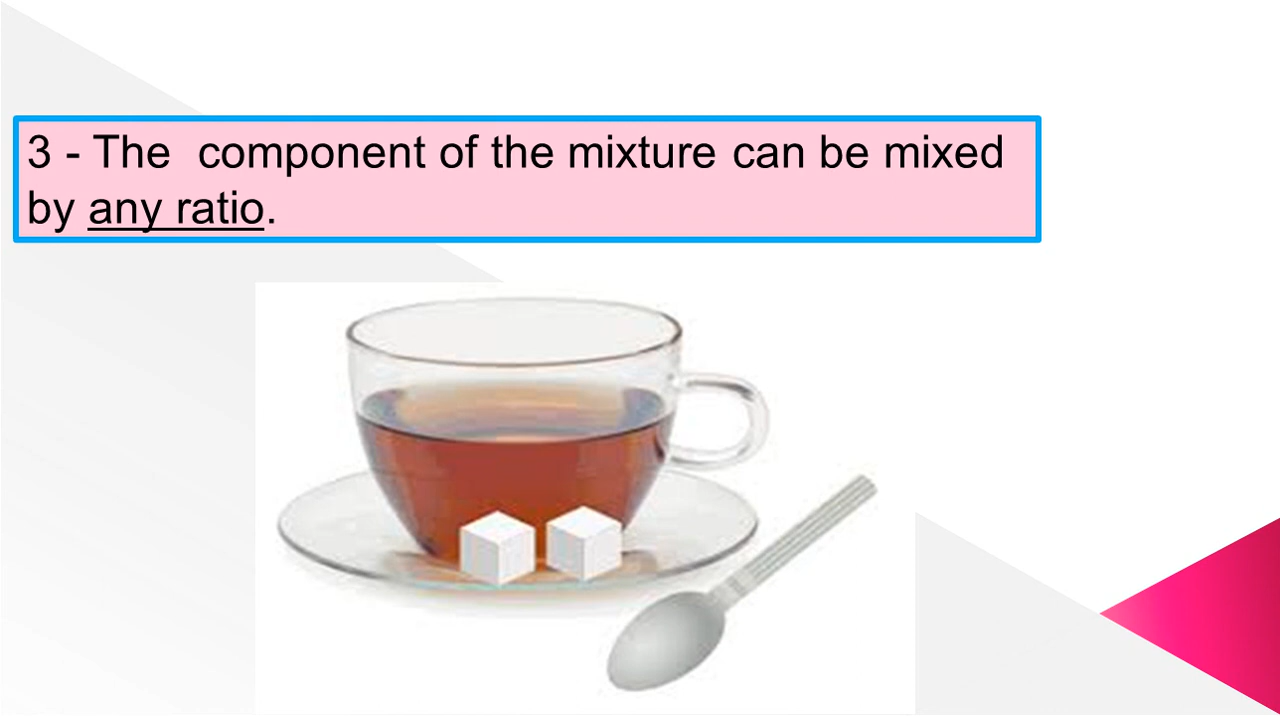 3 - The  component of the mixture can be mixed
by any ratio.